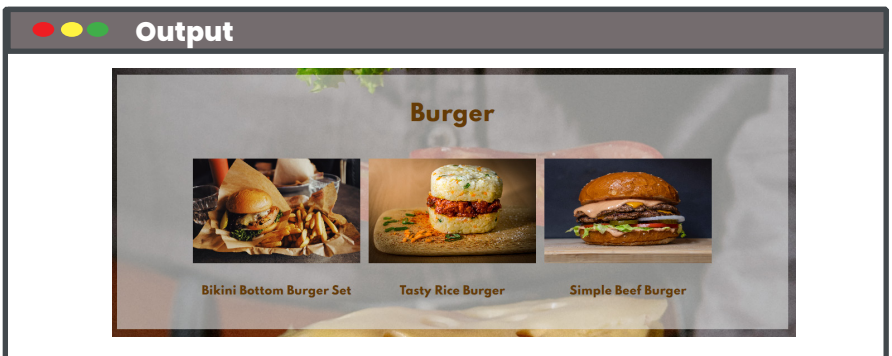 Output
Burger
Bikini Bottom Burger Set
Tasty Rice Burger
Simple Beef Burger